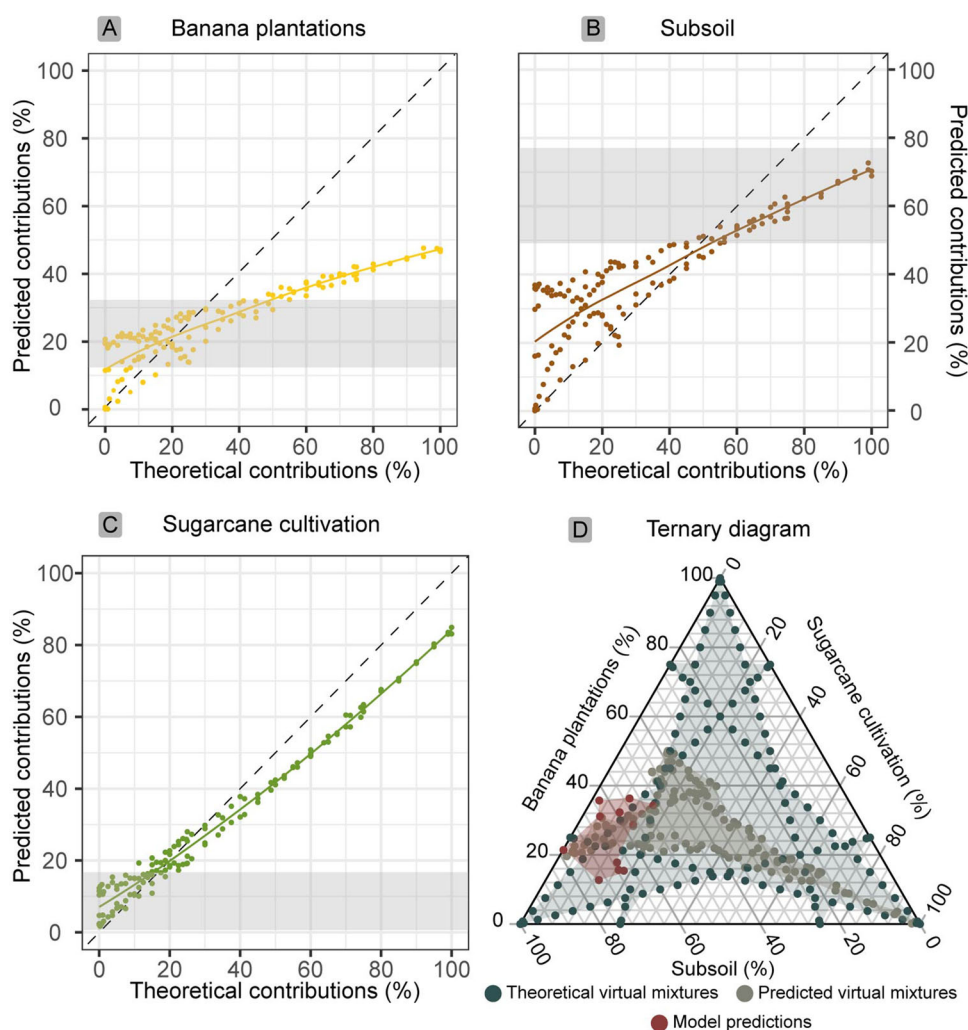 A Banana plantations
B Subsoil
Predicted contributions (%)
100
80
60
40
20
0
0 20 40 60 80 100
Theoretical contributions (%)
100
80
60
40
20
0
Predicted contributions (%)
0 20 40 60 80 100
Theoretical contributions (%)
C Sugarcane cultivation
Predicted contributions (%)
100
80
60
40
20
0
0 20 40 60 80 100
Theoretical contributions (%)
D Ternary diagram
Banana plantations (%)
100
80
60
40
20
0
Sugarcane cultivation (%)
0
20
40
60
80
100
100 80 60 40 20 0
Subsoil (%)
Theoretical virtual mixtures
Predicted virtual mixtures
Model predictions